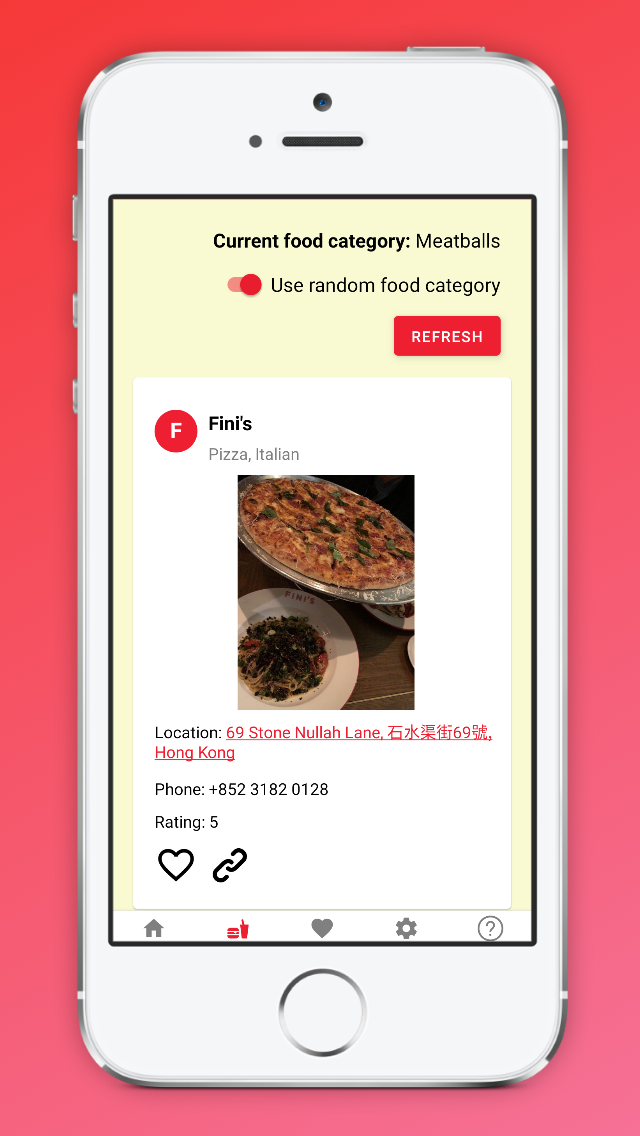 Current food category: Meatballs
Use random food category
REFRESH
F
Fini's
Pizza, Italian
FINI'S
Location: 69 Stone Nullah Lane, 石水渠街69號,
Hong Kong
Phone: +852 3182 0128
Rating: 5
?